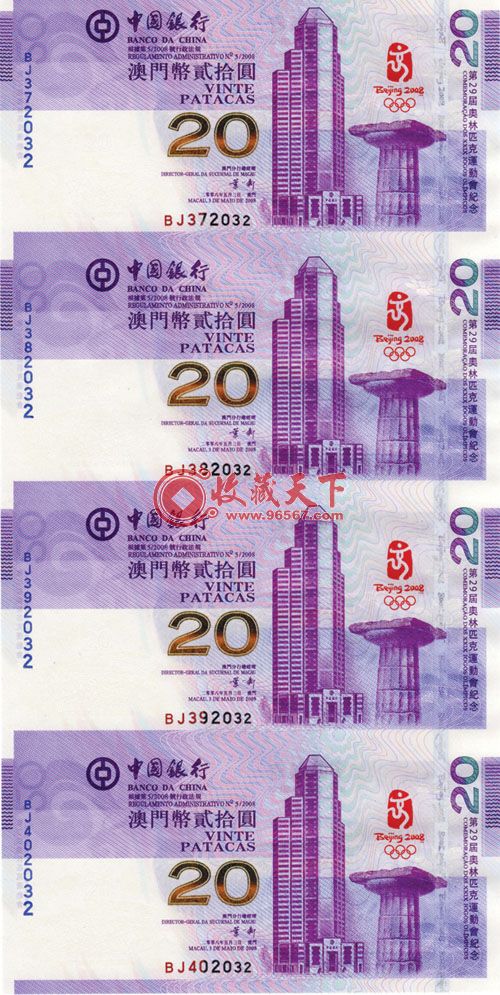 中國銀行
BANCO DA CHINA
根據第5/2008號行政法規
REGULAMENTO ADMINISTRATIVO Nº 5/2008
澳門幣貳拾圓
VINTE
PATACAS
20
澳門分行總經理
DIRECTOR-GERAL DA SUCURSAL DE MACAU
二零零八年五月三日 澳門
MACAU, 3 DE MAIO DE 2008
BJ372032
BJ372032
Beijing 2008
20
第29屆奧林匹克運動會紀念
COMEMORAÇÃO DOS XXIX JOGOS OLÍMPICOS
中國銀行
BANCO DA CHINA
根據第5/2008號行政法規
REGULAMENTO ADMINISTRATIVO Nº 5/2008
澳門幣貳拾圓
VINTE
PATACAS
20
澳門分行總經理
DIRECTOR-GERAL DA SUCURSAL DE MACAU
二零零八年五月三日 澳門
MACAU, 3 DE MAIO DE 2008
BJ382032
BJ382032
Beijing 2008
20
第29屆奧林匹克運動會紀念
COMEMORAÇÃO DOS XXIX JOGOS OLÍMPICOS
收藏天下
www.96567.com
中國銀行
BANCO DA CHINA
根據第5/2008號行政法規
REGULAMENTO ADMINISTRATIVO Nº 5/2008
澳門幣貳拾圓
VINTE
PATACAS
20
澳門分行總經理
DIRECTOR-GERAL DA SUCURSAL DE MACAU
二零零八年五月三日 澳門
MACAU, 3 DE MAIO DE 2008
BJ392032
BJ392032
Beijing 2008
20
第29屆奧林匹克運動會紀念
COMEMORAÇÃO DOS XXIX JOGOS OLÍMPICOS
中國銀行
BANCO DA CHINA
根據第5/2008號行政法規
REGULAMENTO ADMINISTRATIVO Nº 5/2008
澳門幣貳拾圓
VINTE
PATACAS
20
澳門分行總經理
DIRECTOR-GERAL DA SUCURSAL DE MACAU
二零零八年五月三日 澳門
MACAU, 3 DE MAIO DE 2008
BJ402032
BJ402032
Beijing 2008
20
第29屆奧林匹克運動會紀念
COMEMORAÇÃO DOS XXIX JOGOS OLÍMPICOS